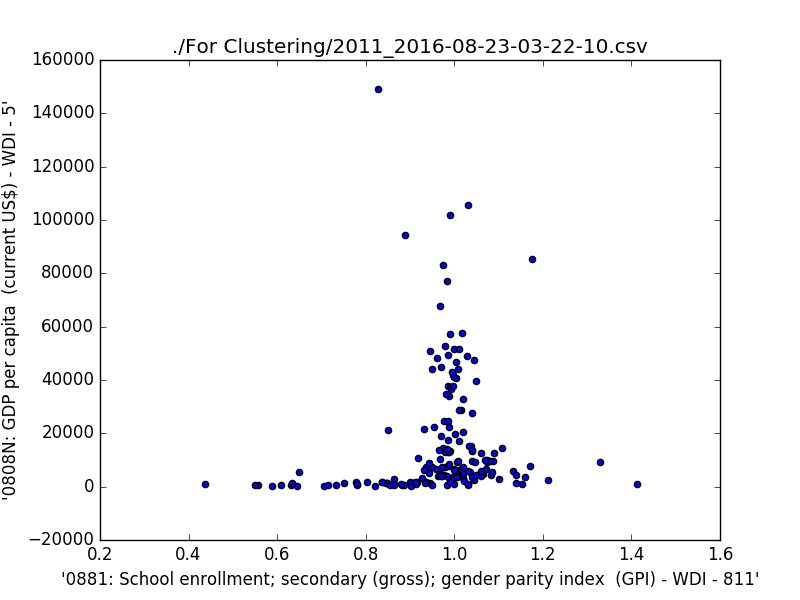 ./For Clustering/2011_2016-08-23-03-22-10.csv
160000
140000
120000
100000
80000
60000
40000
20000
0
−20000
'0808N: GDP per capita  (current US$) - WDI - 5'
0.2 0.4 0.6 0.8 1.0 1.2 1.4 1.6
'0881: School enrollment; secondary (gross); gender parity index  (GPI) - WDI - 811'